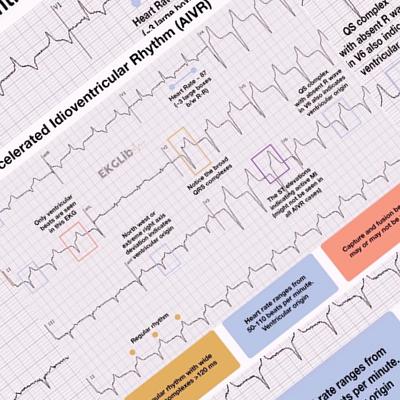 Heart Rate
celerated Idioventricular Rhythm (AIVR)
QS complex
with absent R wave
in V6 also indic
ventricular
Heart Rate - 87
(~3 large boxes
b/w R-R)
QS complex
with absent R wave
in V6 also indicates
ventricular origin
EKGLib
Notice the broad
QRS complexes
The ST elevations
indicating active MI
(might not be seen in
all AIVR cases)
Only ventricular
beats are seen
in this EKG
North west or
extreme right axis
deviation indicates
ventricular origin
Regular rhythm
Capture and fusion be
may or may not be
Heart rate ranges from
50-110 beats per minute.
Ventricular origin
gular rhythm with wide
complexes >120 ms
rate ranges from
beats per minute.
origin